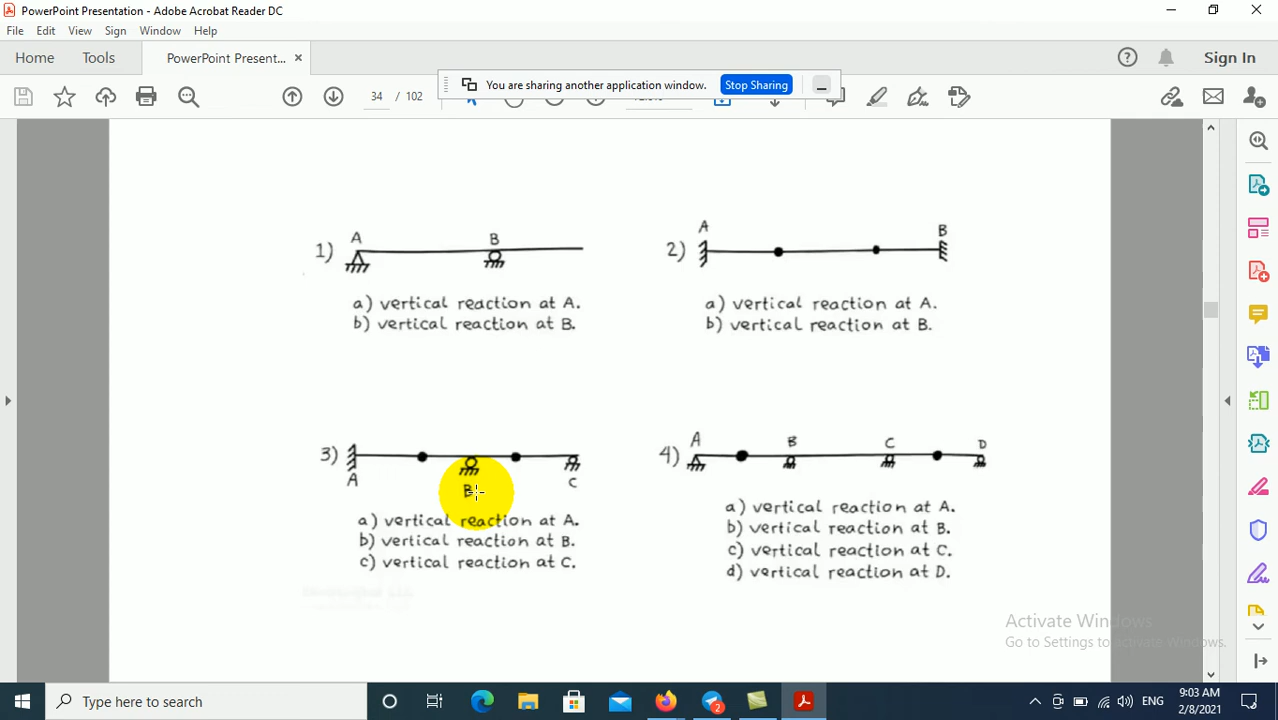 PowerPoint Presentation - Adobe Acrobat Reader DC
File Edit View Sign Window Help
Home Tools PowerPoint Present... × Sign In
You are sharing another application window. Stop Sharing
34 / 102
A B
1)
a) vertical reaction at A.
b) vertical reaction at B.
A B
2)
a) vertical reaction at A.
b) vertical reaction at B.
3)
A B C
a) vertical reaction at A.
b) vertical reaction at B.
c) vertical reaction at C.
A B C D
4)
a) vertical reaction at A.
b) vertical reaction at B.
c) vertical reaction at C.
d) vertical reaction at D.
Activate Windows
Go to Settings to activate Windows.
Type here to search
2
ENG
9:03 AM
2/8/2021